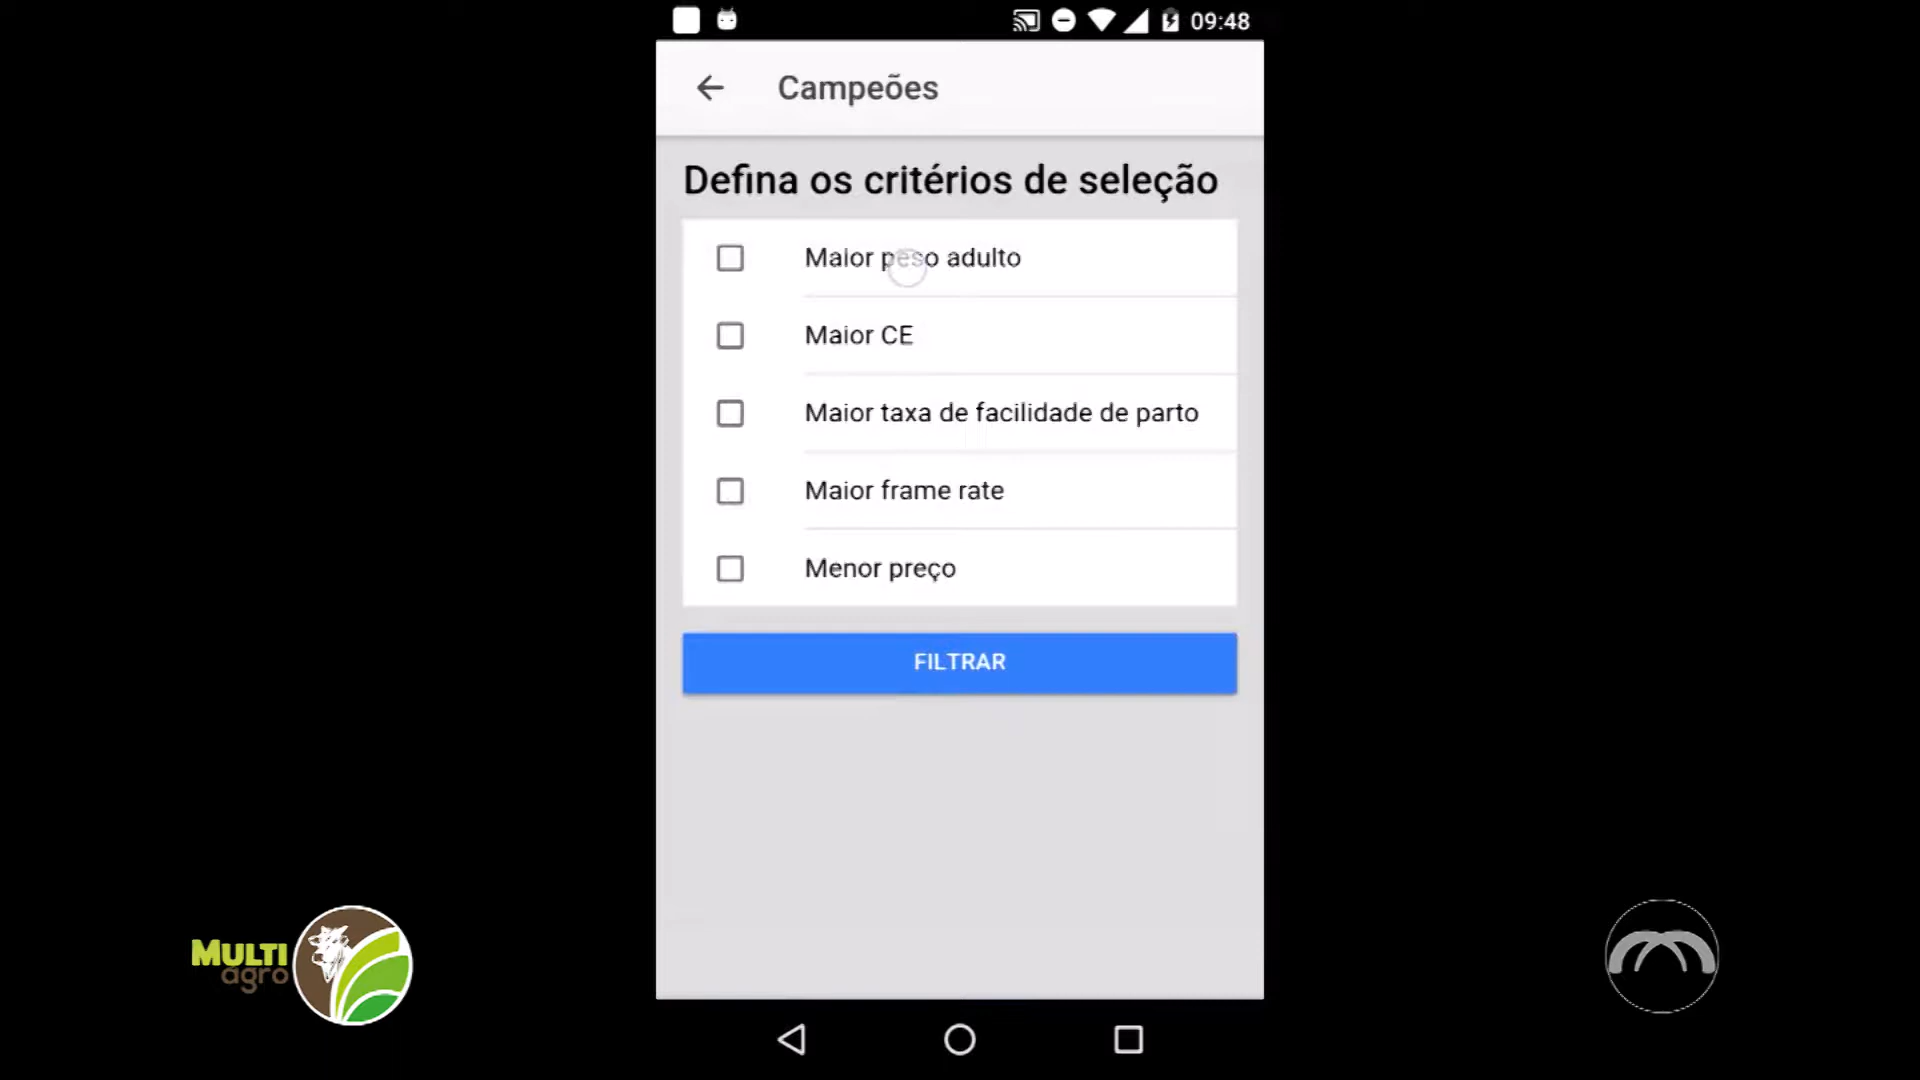 09:48
Campeões
Defina os critérios de seleção
Maior peso adulto
Maior CE
Maior taxa de facilidade de parto
Maior frame rate
Menor preço
FILTRAR
MULTI
agro